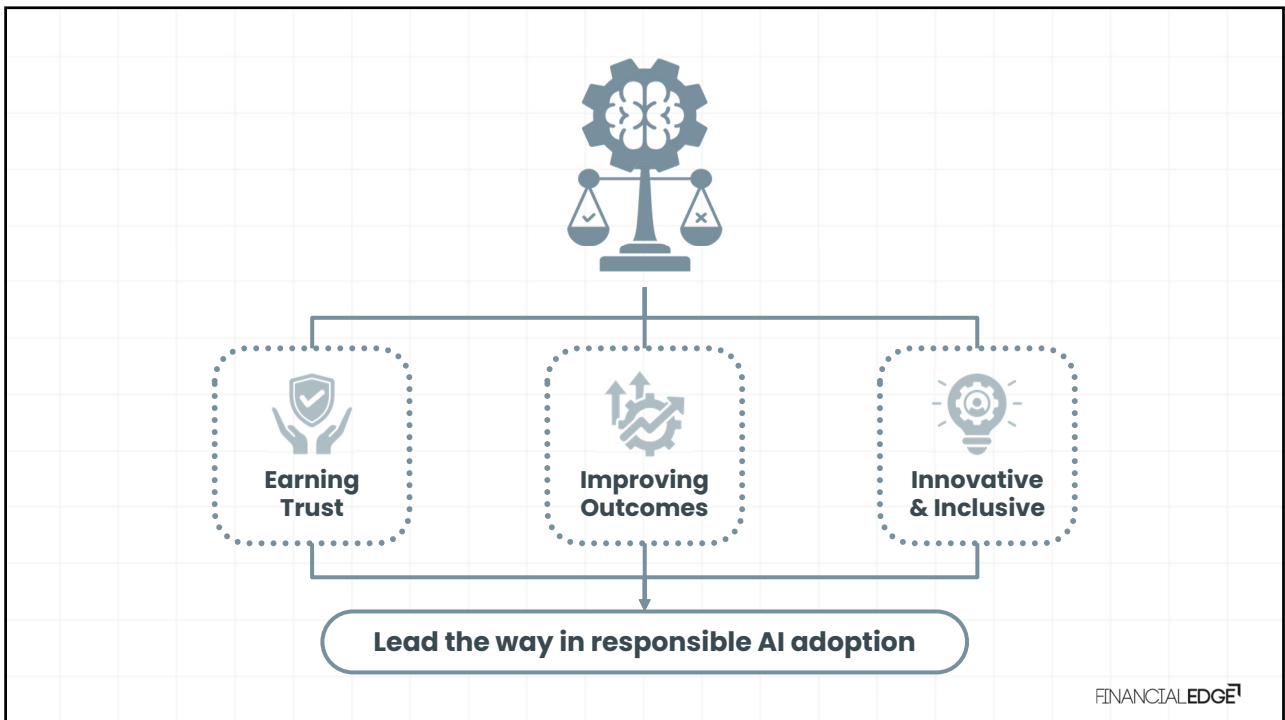 Earning
Trust
Improving
Outcomes
Innovative
& Inclusive
Lead the way in responsible AI adoption
FINANCIALEDGE